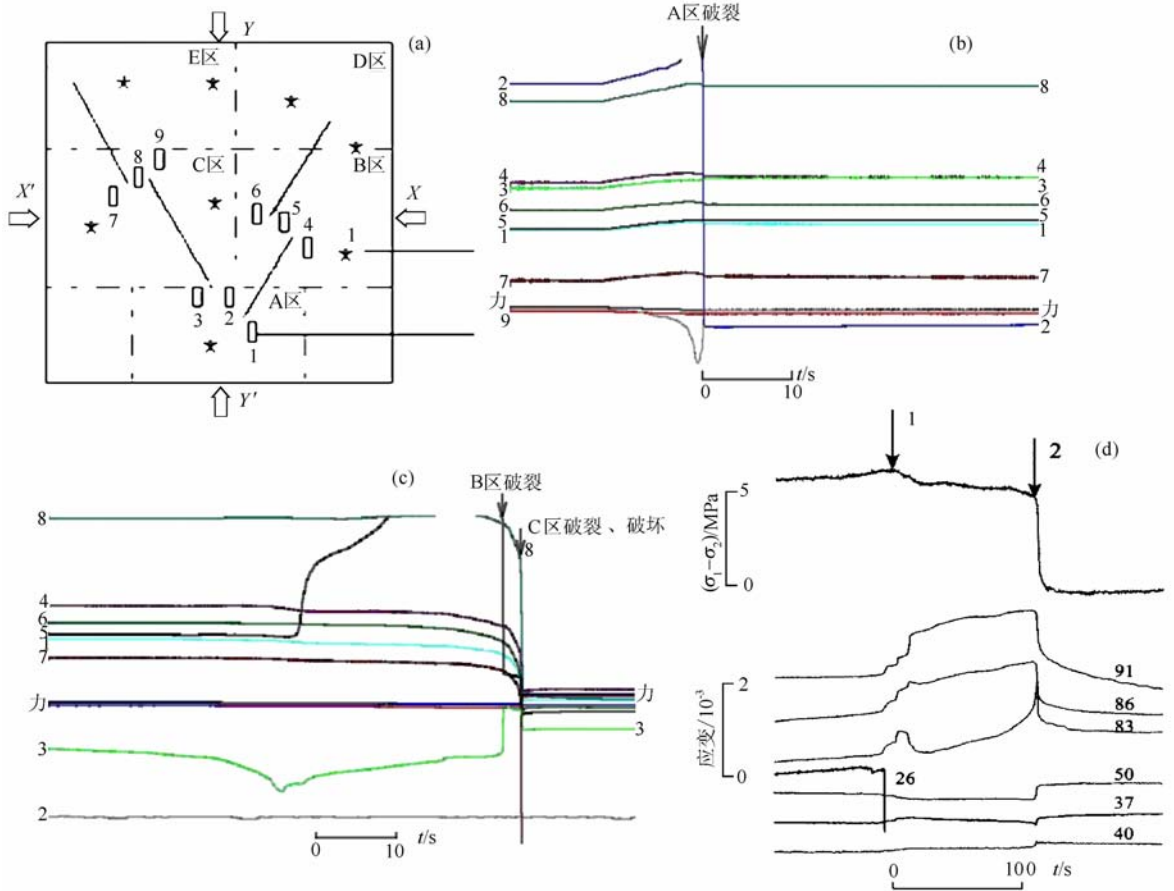 (a)
Y
E区
D区
9
8
C区
B区
X'
X
7
6
5
4
1
A区
3
2
1
Y'
A区破裂
(b)
2
8
8
4
3
4
3
6
6
5
5
1
1
7
7
力
力
9
2
0
10
t/s
(c)
B区破裂
C区破裂、破坏
8
8
4
6
5
7
力
力
3
3
2
0
10
t/s
1
2
(d)
5
0
(σ₁−σ₂)/MPa
91
2
86
83
应变/10⁻³
0
26
50
37
40
0
100
t/s